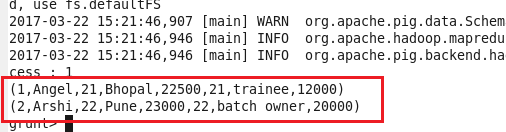 d, use fs.defaultFS
2017-03-22 15:21:46,907 [main] WARN  org.apache.pig.data.Schem
2017-03-22 15:21:46,946 [main] INFO  org.apache.hadoop.mapredu
2017-03-22 15:21:46,946 [main] INFO  org.apache.pig.backend.ha
cess : 1
(1,Angel,21,Bhopal,22500,21,trainee,12000)
(2,Arshi,22,Pune,23000,22,batch owner,20000)
grunt>